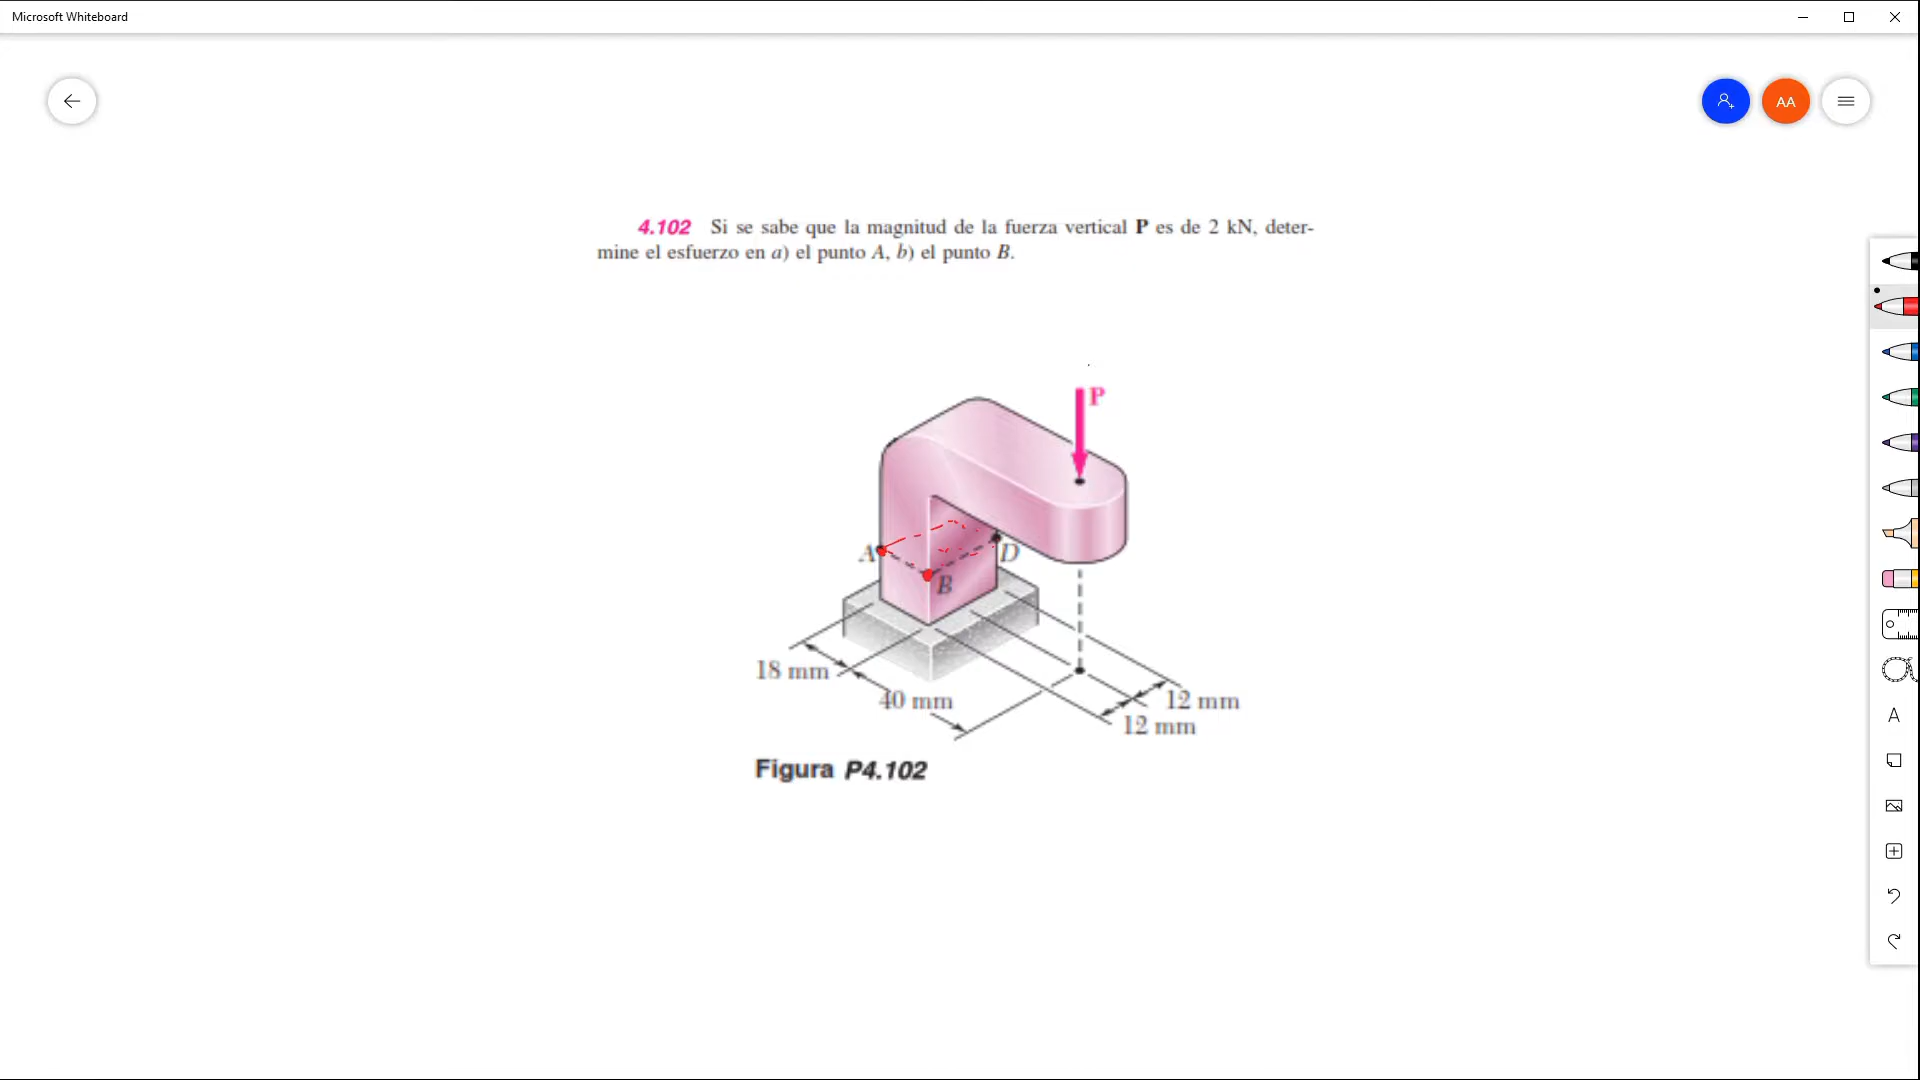 Microsoft Whiteboard
AA
4.102 Si se sabe que la magnitud de la fuerza vertical P es de 2 kN, deter-
mine el esfuerzo en a) el punto A, b) el punto B.
P
A
D
B
18 mm
40 mm
12 mm
12 mm
Figura P4.102
A